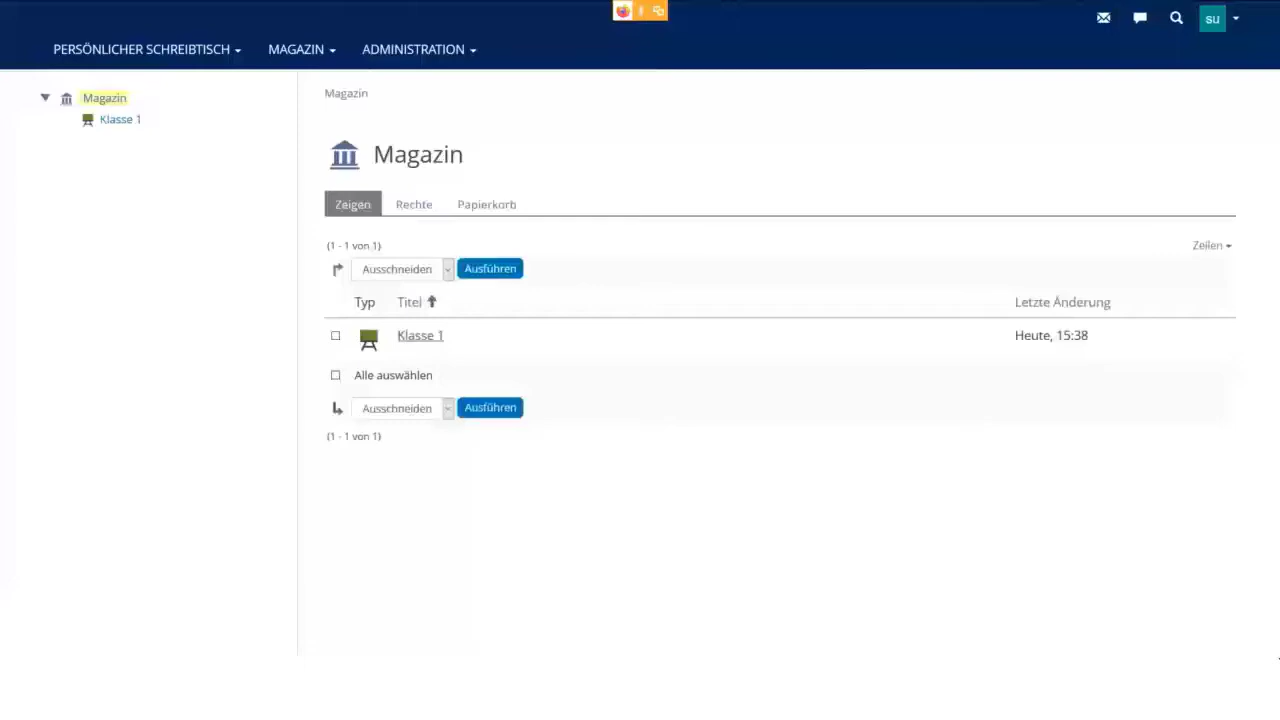 su
PERSÖNLICHER SCHREIBTISCH MAGAZIN ADMINISTRATION
Magazin
Klasse 1
Magazin
Magazin
Zeigen Rechte Papierkorb
(1 - 1 von 1) Zeilen
Ausschneiden Ausführen
Typ Titel Letzte Änderung
Klasse 1 Heute, 15:38
Alle auswählen
Ausschneiden Ausführen
(1 - 1 von 1)